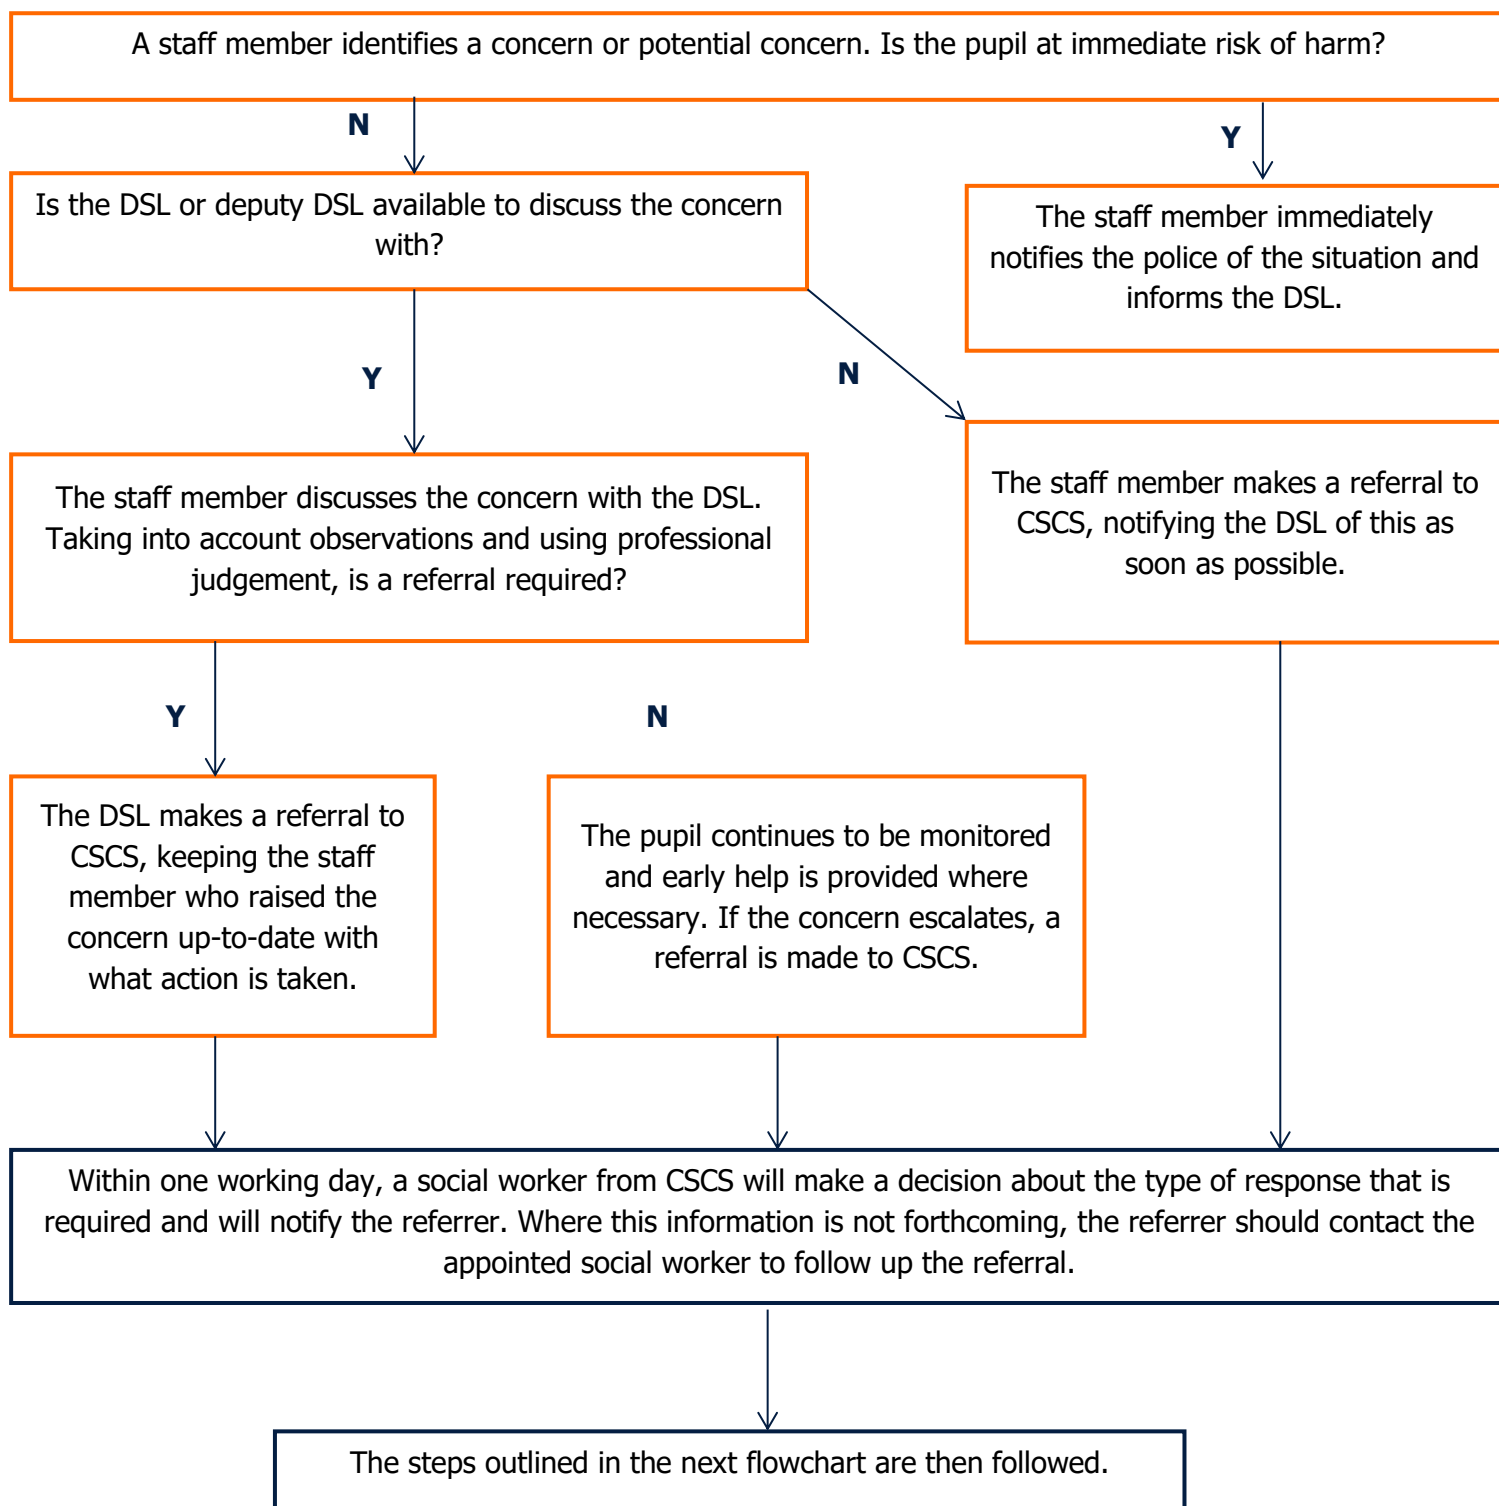 A staff member identifies a concern or potential concern. Is the pupil at immediate risk of harm?
N
Y
Is the DSL or deputy DSL available to discuss the concern
with?
The staff member immediately
notifies the police of the situation and
informs the DSL.
Y
N
The staff member discusses the concern with the DSL.
Taking into account observations and using professional
judgement, is a referral required?
The staff member makes a referral to
CSCS, notifying the DSL of this as
soon as possible.
Y
N
The DSL makes a referral to
CSCS, keeping the staff
member who raised the
concern up-to-date with
what action is taken.
The pupil continues to be monitored
and early help is provided where
necessary. If the concern escalates, a
referral is made to CSCS.
Within one working day, a social worker from CSCS will make a decision about the type of response that is
required and will notify the referrer. Where this information is not forthcoming, the referrer should contact the
appointed social worker to follow up the referral.
The steps outlined in the next flowchart are then followed.